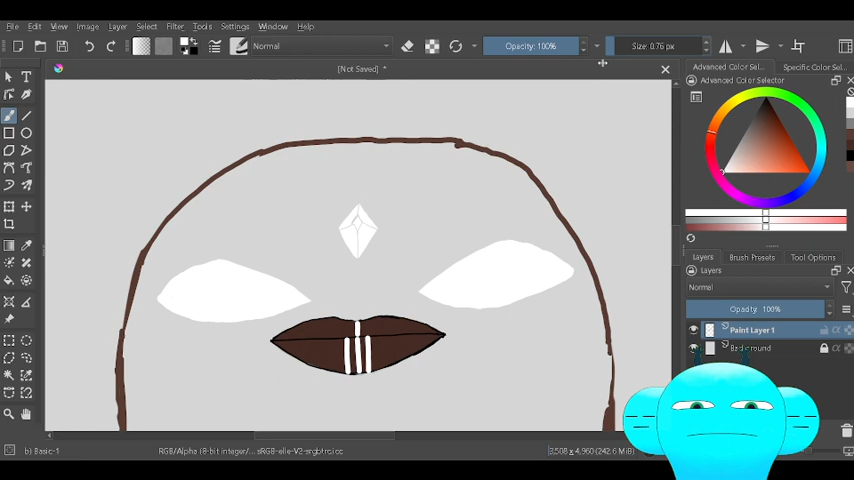 File Edit View Image Layer Select Filter Tools Settings Window Help
Normal Opacity: 100% Size: 0.76 px
[Not Saved] *
Advanced Color Sel... Specific Color Sel...
Advanced Color Selector
Layers Brush Presets Tool Options
Layers
Normal
Opacity: 100%
Paint Layer 1
Background
b) Basic-1 RGB/Alpha (8-bit integer/... sRGB-elle-V2-srgbtrc.icc 3,508 x 4,960 (242.6 MiB)